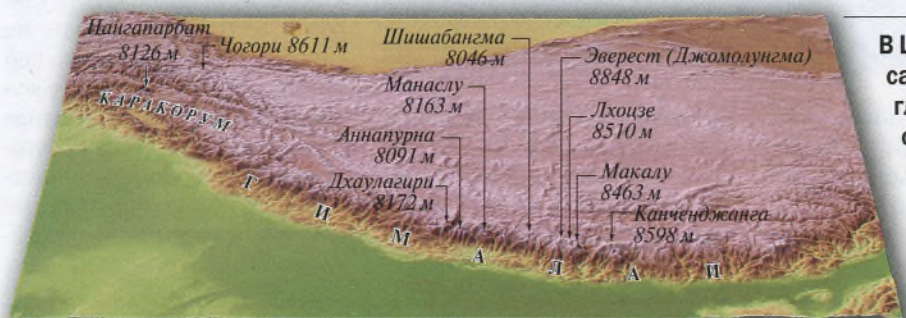 Нангапарбат
8126 м
Чогори 8611 м
Шишабангма
8046 м
Эверест (Джомолунгма)
8848 м
Манаслу
8163 м
Лхоцзе
8510 м
КАРАКОРУМ
Аннапурна
8091 м
Макалу
8463 м
Дхаулагири
8172 м
Канченджанга
8598 м
ГИМАЛАИ
В
са